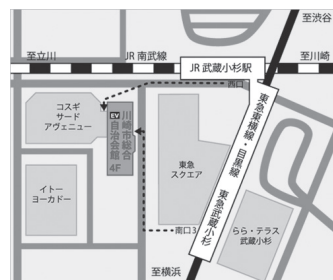 至渋谷
至立川
JR 南武線
JR 武蔵小杉駅
至川崎
西口
コスギ
サード
アヴェニュー
EV
川崎市総合
自治会館
4F
東急東横線・目黒線
東急武蔵小杉
東急
スクエア
イトー
ヨーカドー
南口3
らら・テラス
武蔵小杉
至横浜